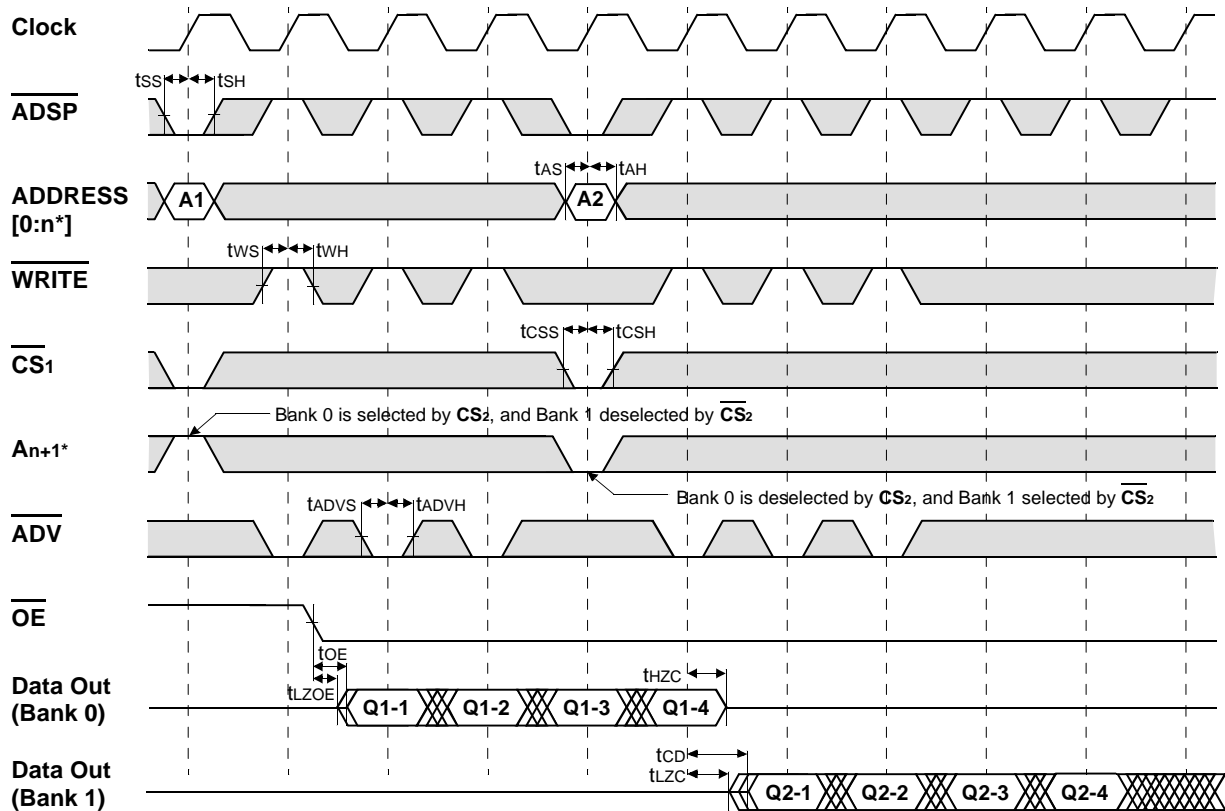 Clock
tSS tSH
ADSP
tAS tAH
ADDRESS
[0:n*]
A1 A2
tWS tWH
WRITE
tCSS tCSH
CS1
Bank 0 is selected by CS2, and Bank 1 deselected by CS2
An+1*
Bank 0 is deselected by CS2, and Bank 1 selected by CS2
tADVS tADVH
ADV
OE
tOE
tLZOE
tHZC
Data Out
(Bank 0)
Q1-1 Q1-2 Q1-3 Q1-4
tCD
tLZC
Data Out
(Bank 1)
Q2-1 Q2-2 Q2-3 Q2-4